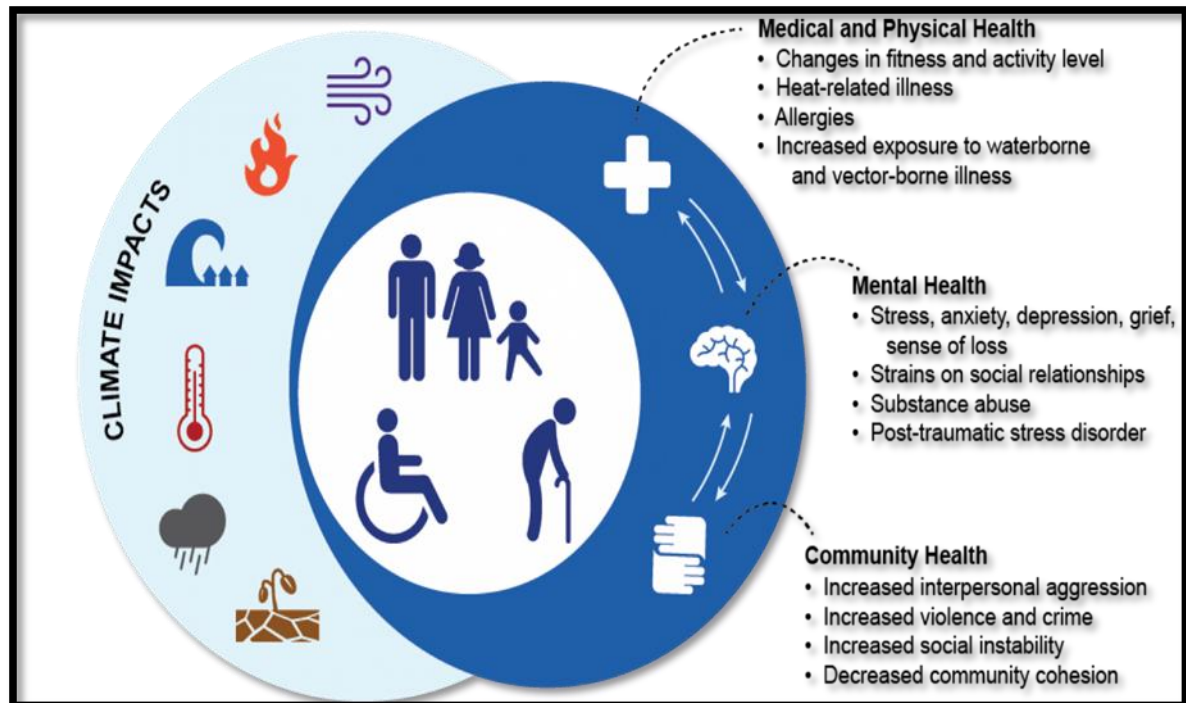 CLIMATE IMPACTS
Medical and Physical Health
• Changes in fitness and activity level
• Heat-related illness
• Allergies
• Increased exposure to waterborne
and vector-borne illness
Mental Health
• Stress, anxiety, depression, grief,
sense of loss
• Strains on social relationships
• Substance abuse
• Post-traumatic stress disorder
Community Health
• Increased interpersonal aggression
• Increased violence and crime
• Increased social instability
• Decreased community cohesion